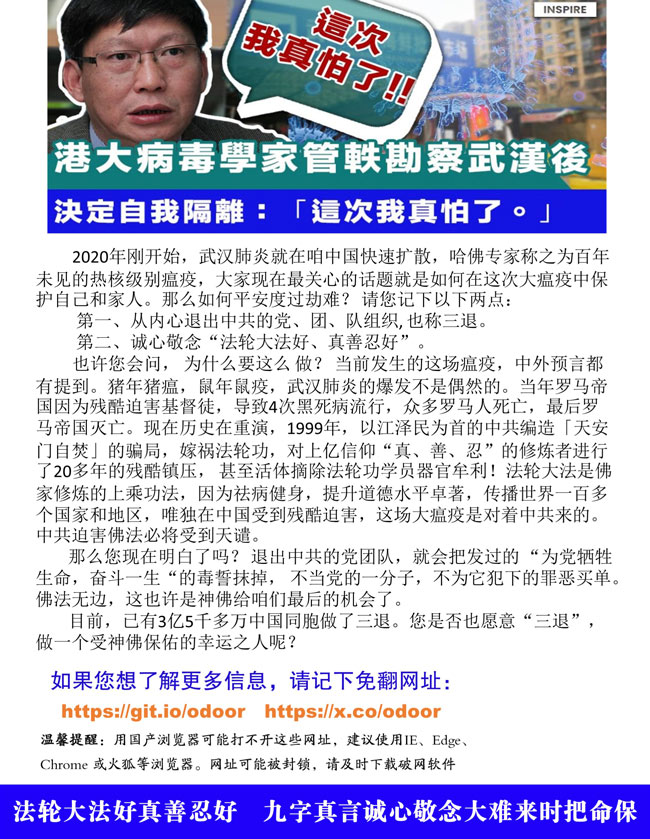 INSPIRE
這次
我真怕了!!
港大病毒學家管軼勘察武漢後
決定自我隔離：「這次我真怕了。」
2020年刚开始，武汉肺炎就在咱中国快速扩散，哈佛专家称之为百年
未见的热核级别瘟疫，大家现在最关心的话题就是如何在这次大瘟疫中保
护自己和家人。那么如何平安度过劫难？ 请您记下以下两点：
第一、从内心退出中共的党、团、队组织, 也称三退。
第二、诚心敬念“法轮大法好、真善忍好”。
也许您会问， 为什么要这么 做？ 当前发生的这场瘟疫，中外预言都
有提到。猪年猪瘟，鼠年鼠疫，武汉肺炎的爆发不是偶然的。当年罗马帝
国因为残酷迫害基督徒，导致4次黑死病流行，众多罗马人死亡，最后罗
马帝国灭亡。现在历史在重演，1999年，以江泽民为首的中共编造「天安
门自焚」的骗局，嫁祸法轮功，对上亿信仰“真、善、忍”的修炼者进行
了20多年的残酷镇压， 甚至活体摘除法轮功学员器官牟利！法轮大法是佛
家修炼的上乘功法，因为祛病健身，提升道德水平卓著，传播世界一百多
个国家和地区，唯独在中国受到残酷迫害，这场大瘟疫是对着中共来的。
中共迫害佛法必将受到天谴。
那么您现在明白了吗？ 退出中共的党团队，就会把发过的 “为党牺牲
生命，奋斗一生“的毒誓抹掉， 不当党的一分子，不为它犯下的罪恶买单。
佛法无边，这也许是神佛给咱们最后的机会了。
目前，已有3亿5千多万中国同胞做了三退。您是否也愿意“三退”，
做一个受神佛保佑的幸运之人呢？
如果您想了解更多信息，请记下免翻网址：
https://git.io/odoor https://x.co/odoor
温馨提醒：用国产浏览器可能打不开这些网址，建议使用IE、Edge、
Chrome 或火狐等浏览器。网址可能被封锁，请及时下载破网软件
法轮大法好真善忍好 九字真言诚心敬念大难来时把命保